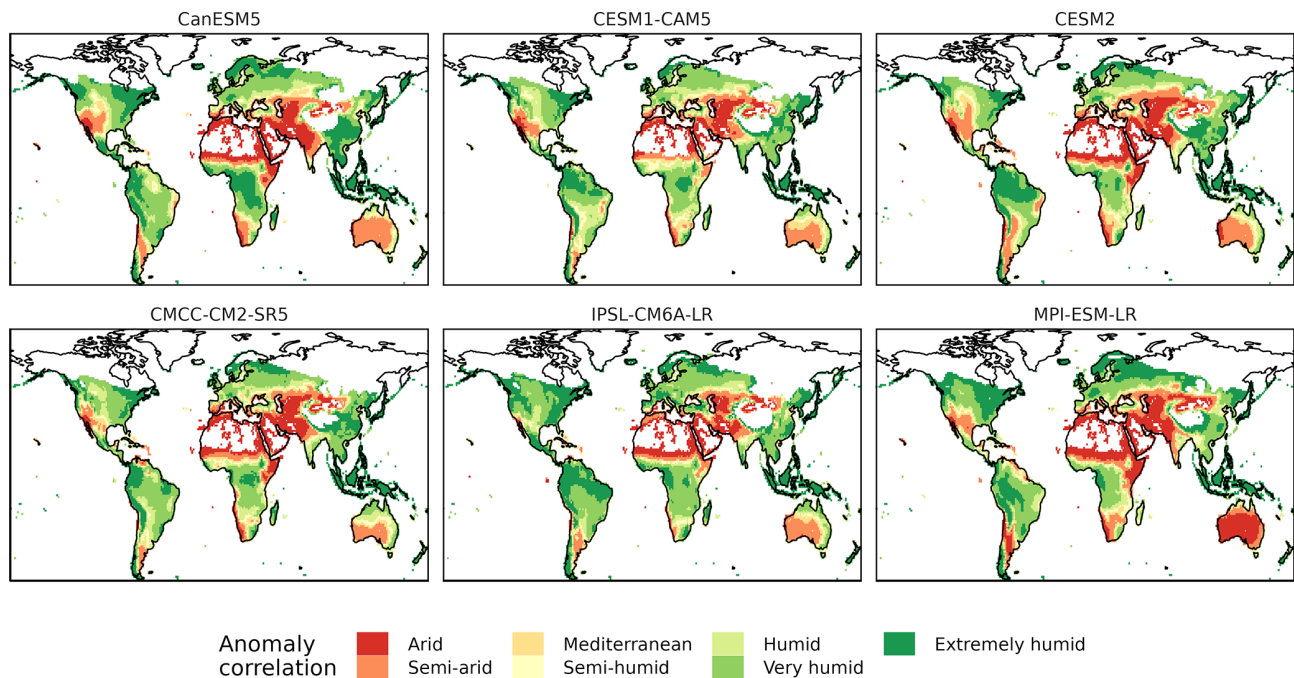 CanESM5
CESM1-CAM5
CESM2
CMCC-CM2-SR5
IPSL-CM6A-LR
MPI-ESM-LR
Anomaly
correlation
Arid
Semi-arid
Mediterranean
Semi-humid
Humid
Very humid
Extremely humid